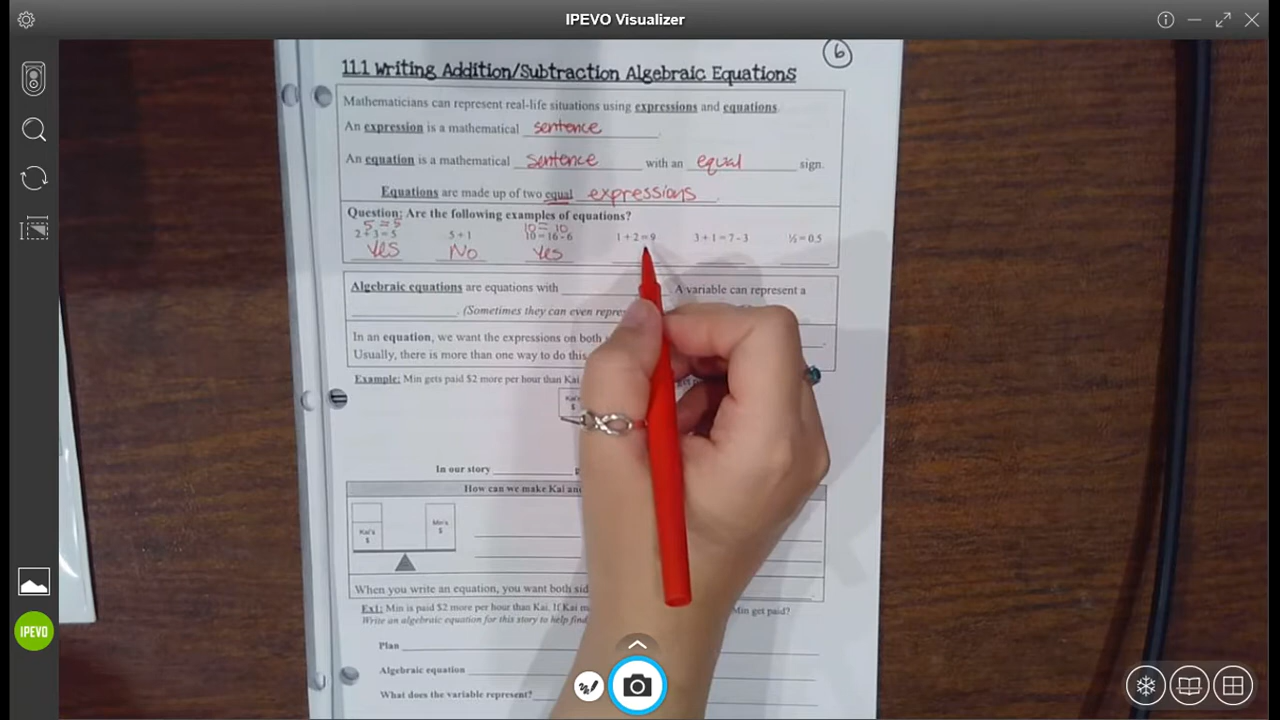 IPEVO Visualizer
6
11.1 Writing Addition/Subtraction Algebraic Equations
Mathematicians can represent real-life situations using expressions and equations.
An expression is a mathematical sentence.
An equation is a mathematical sentence with an equal sign.
Equations are made up of two equal expressions.
Question: Are the following examples of equations?
5 = 5 10 = 10
2 + 3 = 5 5 + 1 10 = 16 - 6 1 + 2 = 9 3 + 1 = 7 - 3 ½ = 0.5
Yes No Yes
Algebraic equations are equations with A variable can represent a
. (Sometimes they can even
In an equation, we want the expressions on both
Usually, there is more than one way to do this.
Example: Min gets paid $2 more per hour than Kai
Kai's
$
In our story
How can we make Kai
Kai's
$
Min's
$
When you write an equation, you want both
Ex1: Min is paid $2 more per hour than Kai. If Kai Min get paid?
Write an algebraic equation for this story to help find
Plan
Algebraic equation
What does the variable represent?
IPEVO